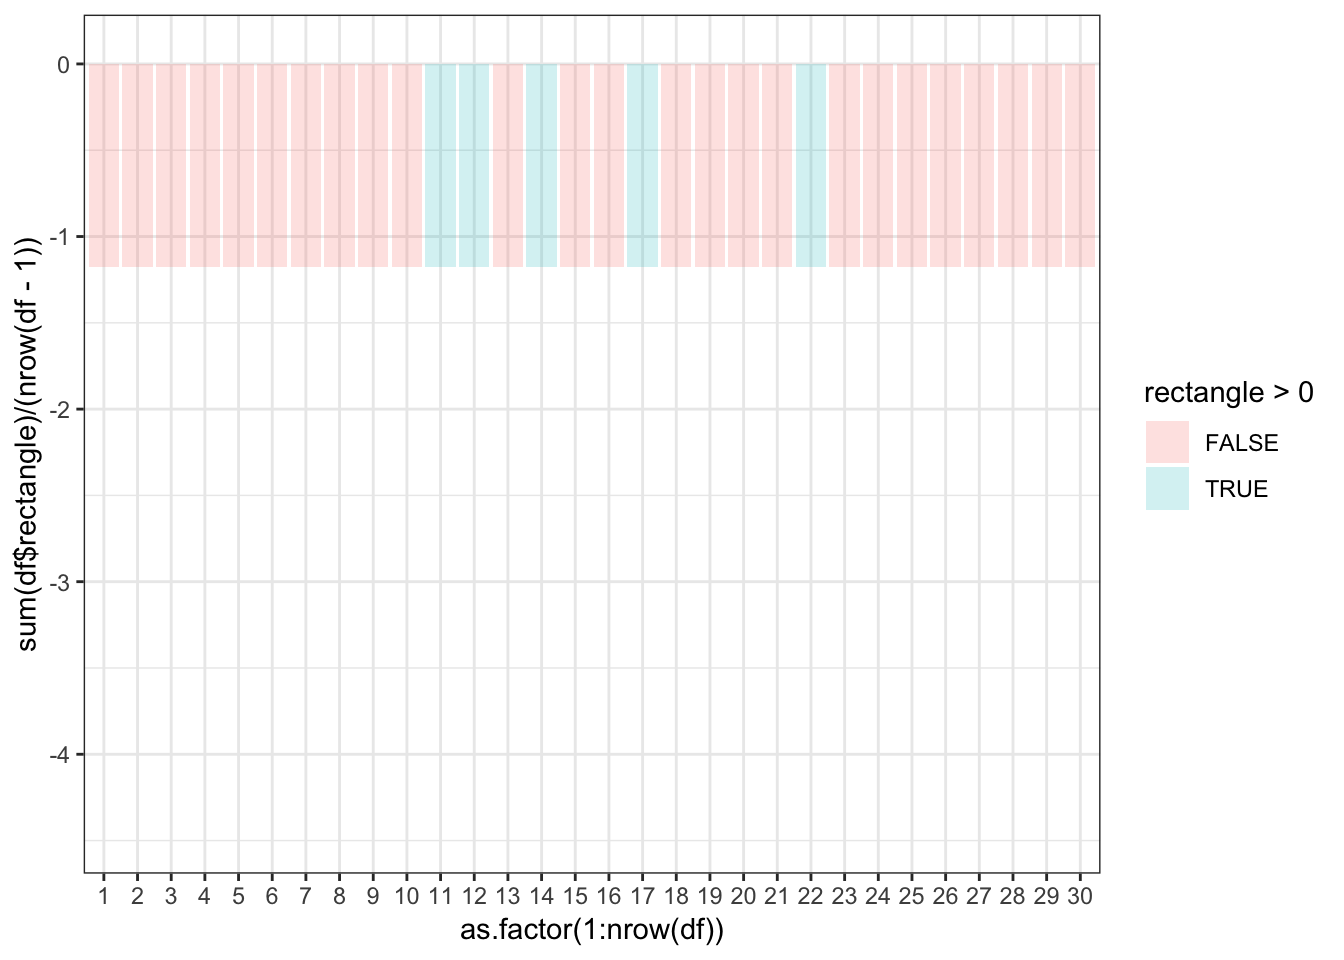 0
-1
-2
-3
-4
sum(df$rectangle)/(nrow(df - 1))
1 2 3 4 5 6 7 8 9 10 11 12 13 14 15 16 17 18 19 20 21 22 23 24 25 26 27 28 29 30
as.factor(1:nrow(df))
rectangle > 0
FALSE
TRUE